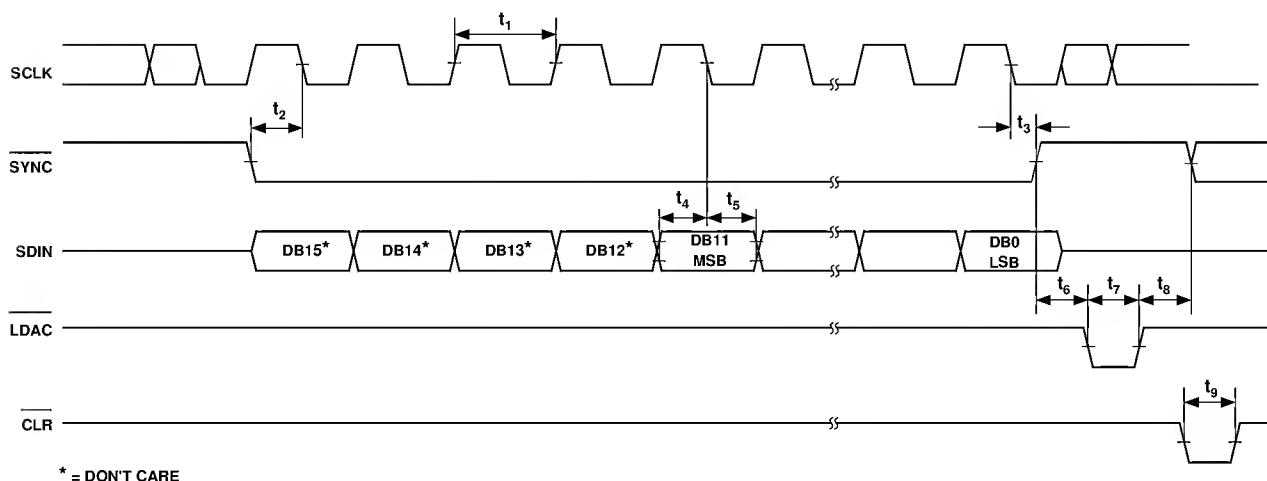 t1
SCLK
t2
t3
SYNC
t4
t5
SDIN
DB15*
DB14*
DB13*
DB12*
DB11
MSB
DB0
LSB
t6
t7
t8
LDAC
t9
CLR
* = DON'T CARE